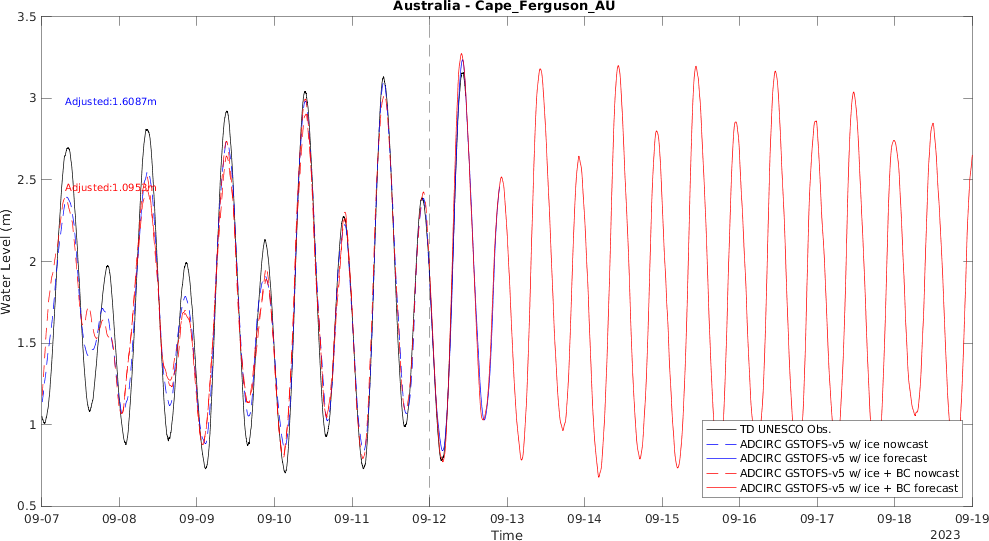 Australia - Cape_Ferguson_AU
3.5
3
2.5
2
1.5
1
0.5
Water Level (m)
Adjusted:1.6087m
Adjusted:1.0953m
TD UNESCO Obs.
ADCIRC GSTOFS-v5 w/ ice nowcast
ADCIRC GSTOFS-v5 w/ ice forecast
ADCIRC GSTOFS-v5 w/ ice + BC nowcast
ADCIRC GSTOFS-v5 w/ ice + BC forecast
09-07 09-08 09-09 09-10 09-11 09-12 09-13 09-14 09-15 09-16 09-17 09-18 09-19
Time
2023